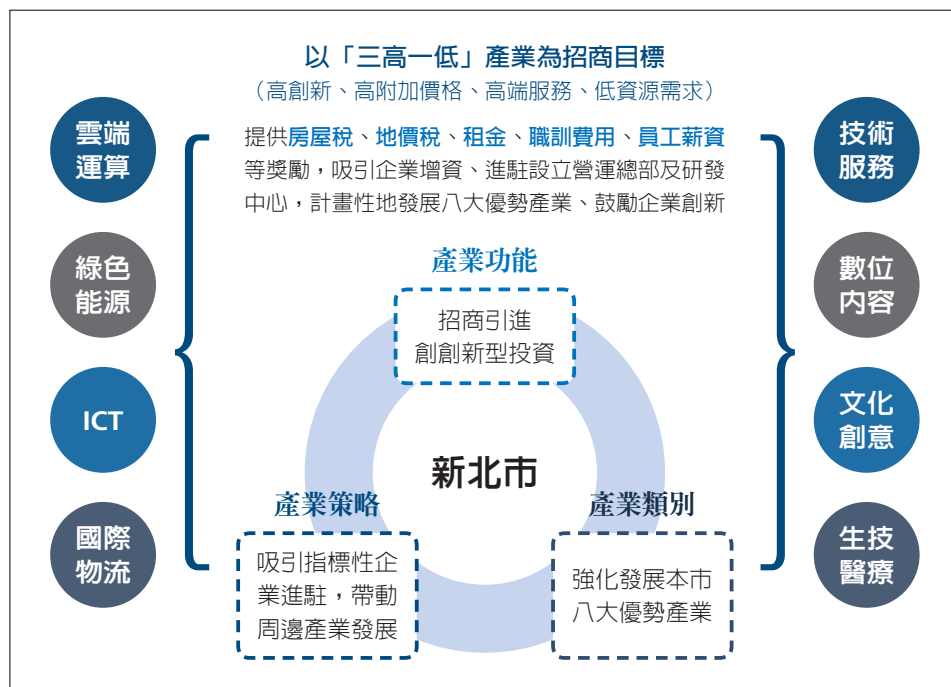 以「三高一低」產業為招商目標
（高創新、高附加價格、高端服務、低資源需求）
提供房屋稅、地價稅、租金、職訓費用、員工薪資
等獎勵，吸引企業增資、進駐設立營運總部及研發
中心，計畫性地發展八大優勢產業、鼓勵企業創新
雲端
運算
綠色
能源
ICT
國際
物流
產業功能
招商引進
創創新型投資
新北市
產業策略
吸引指標性企
業進駐，帶動
周邊產業發展
產業類別
強化發展本市
八大優勢產業
技術
服務
數位
內容
文化
創意
生技
醫療